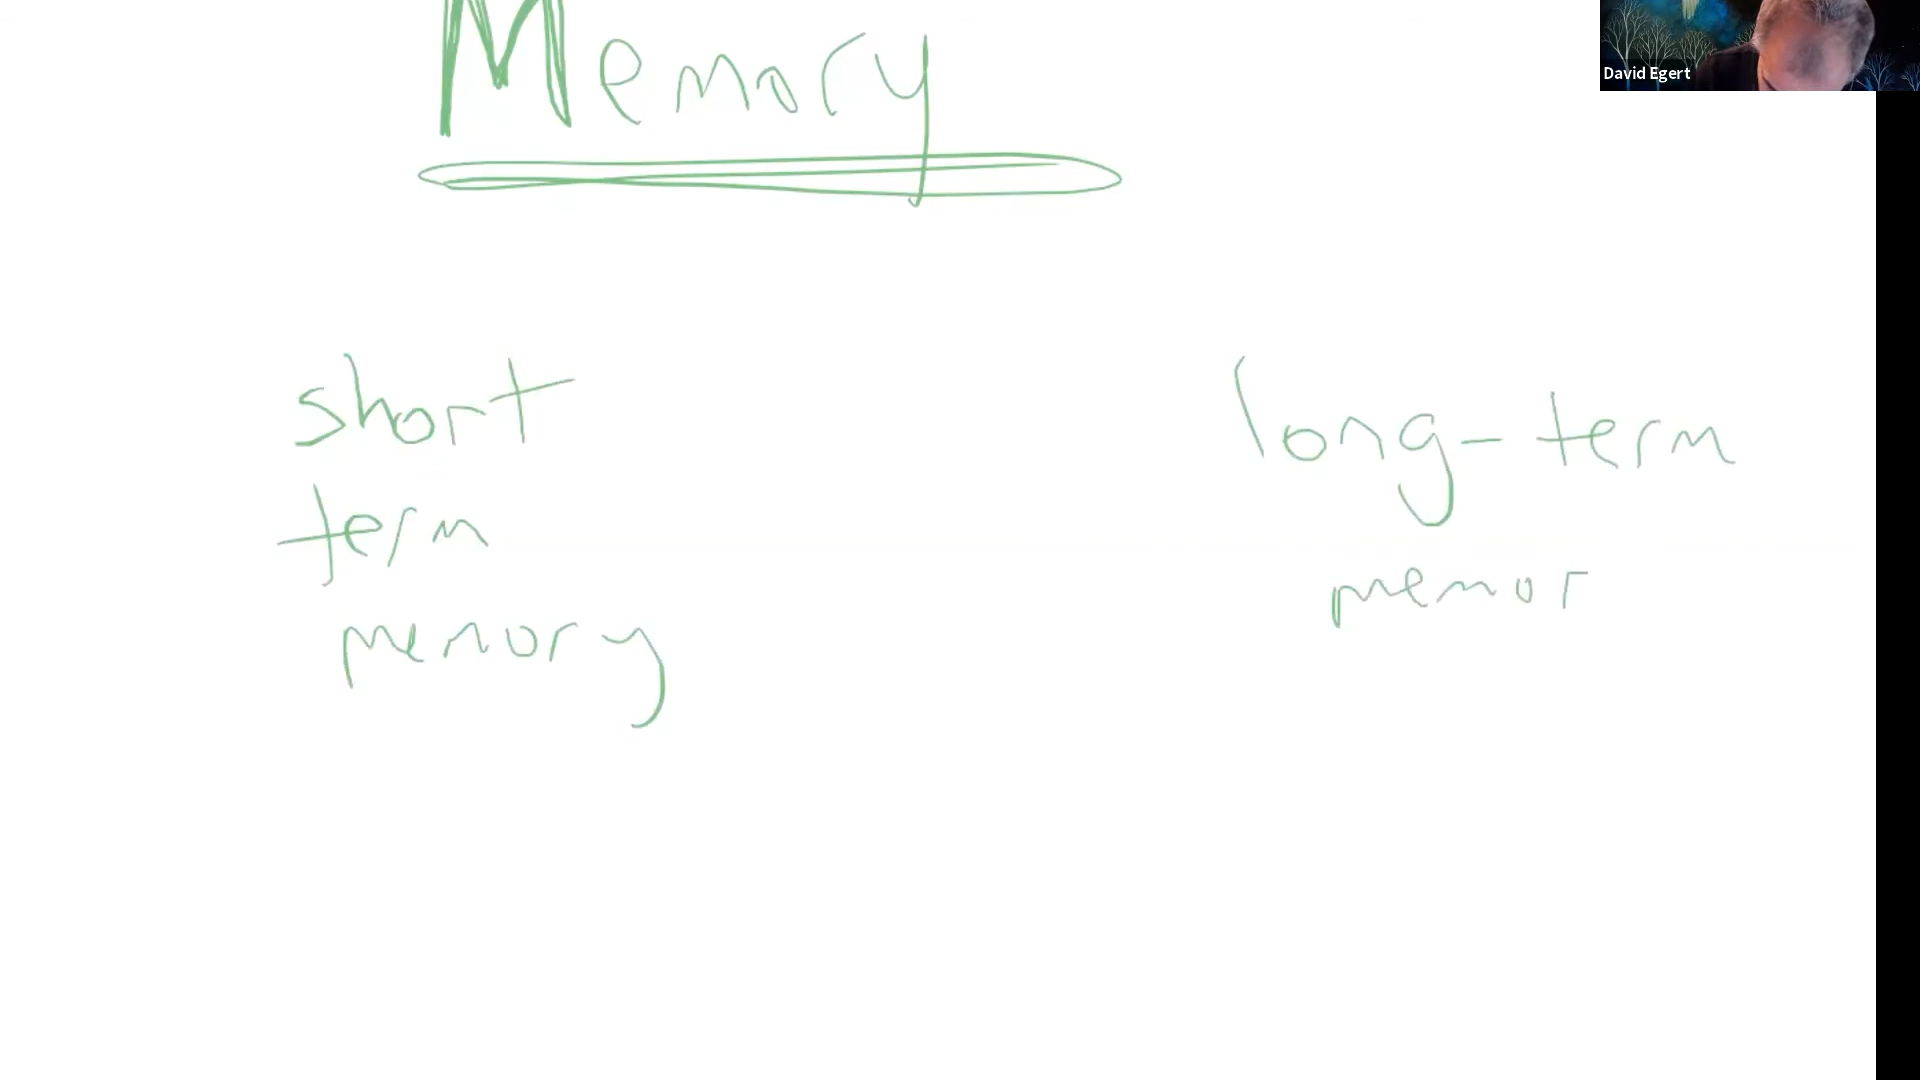 Memory
David Egert
short
term
memory
long-term
memor